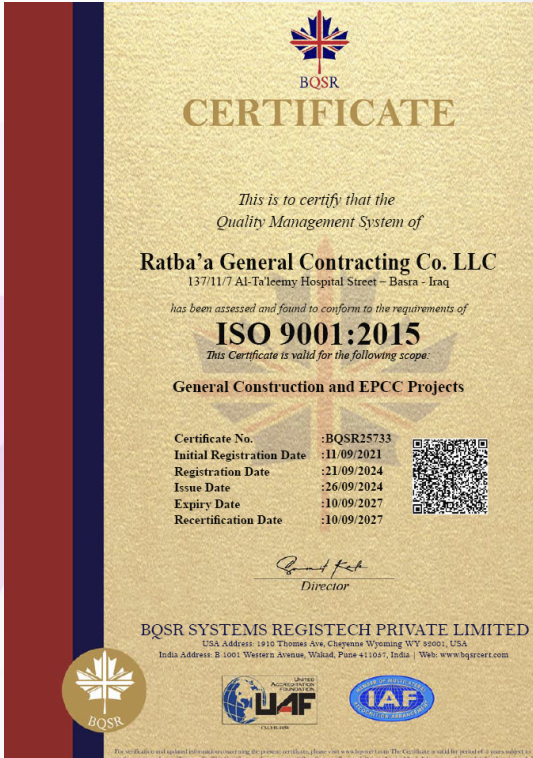 BQSR
CERTIFICATE
This is to certify that the
Quality Management System of
Ratba’a General Contracting Co. LLC
137/11/7 Al-Ta'leemy Hospital Street – Basra - Iraq
has been assessed and found to conform to the requirements of
ISO 9001:2015
This Certificate is valid for the following scope:
General Construction and EPCC Projects
Certificate No. :BQSR25733
Initial Registration Date :11/09/2021
Registration Date :21/09/2024
Issue Date :26/09/2024
Expiry Date :10/09/2027
Recertification Date :10/09/2027
Director
BQSR SYSTEMS REGISTECH PRIVATE LIMITED
USA Address: 1910 Thomes Ave, Cheyenne Wyoming WY 82001, USA
India Address: B 1001 Western Avenue, Wakad, Pune 411057, India | Web: www.bqsrcert.com
BQSR
UNITED
ACCREDITATION
FOUNDATION
UAF
IAF